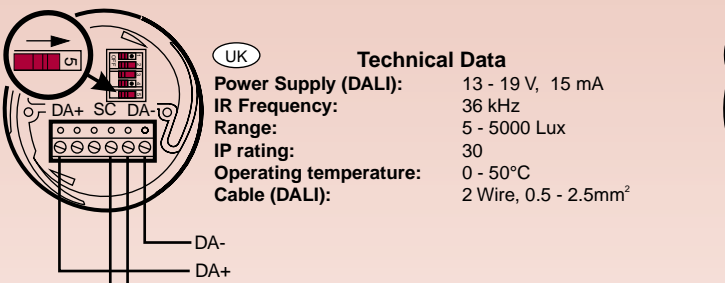 5
DA+ SC DA-
UK
Technical Data
Power Supply (DALI): 13 - 19 V, 15 mA
IR Frequency: 36 kHz
Range: 5 - 5000 Lux
IP rating: 30
Operating temperature: 0 - 50°C
Cable (DALI): 2 Wire, 0.5 - 2.5mm²
DA-
DA+